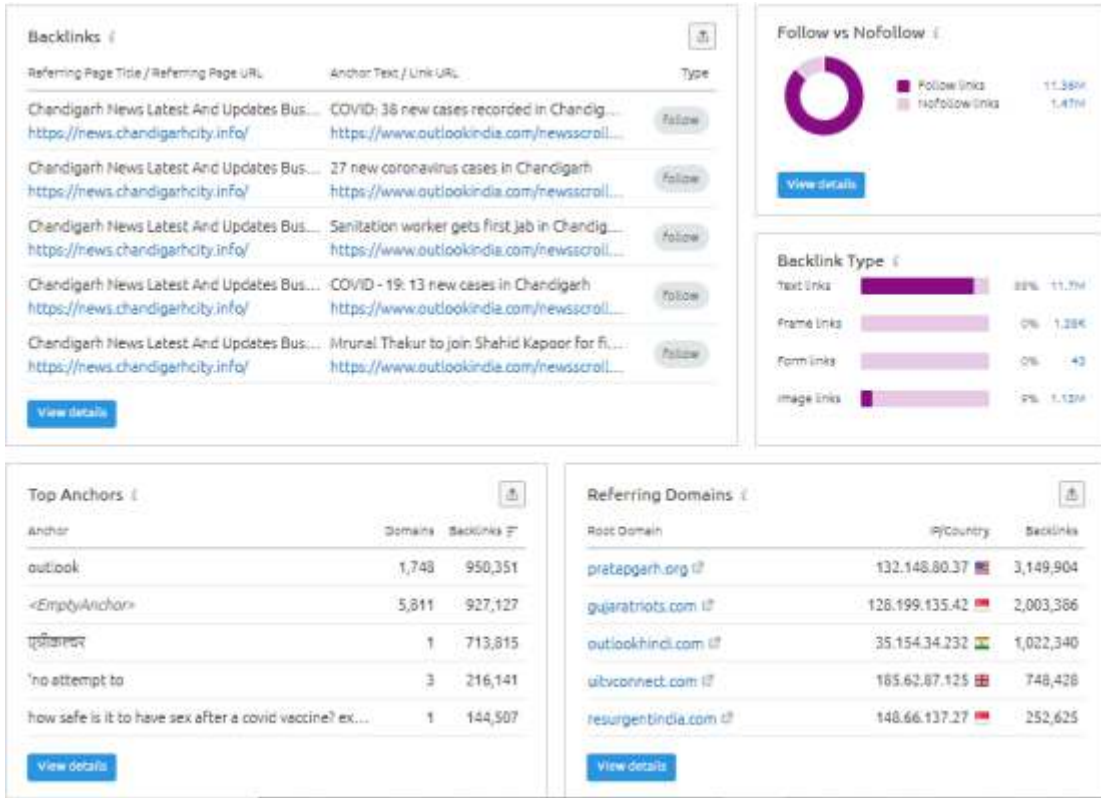 Backlinks i
Referring Page Title / Referring Page URL Anchor Text / Link URL Type
Chandigarh News Latest And Updates Bus... COVID: 38 new cases recorded in Chandig... follow
https://news.chandigarhcity.info/ https://www.outlookindia.com/newsscroll...
Chandigarh News Latest And Updates Bus... 27 new coronavirus cases in Chandigarh follow
https://news.chandigarhcity.info/ https://www.outlookindia.com/newsscroll...
Chandigarh News Latest And Updates Bus... Sanitation worker gets first jab in Chandig... follow
https://news.chandigarhcity.info/ https://www.outlookindia.com/newsscroll...
Chandigarh News Latest And Updates Bus... COVID - 19: 13 new cases in Chandigarh follow
https://news.chandigarhcity.info/ https://www.outlookindia.com/newsscroll...
Chandigarh News Latest And Updates Bus... Mrunal Thakur to join Shahid Kapoor for fi... follow
https://news.chandigarhcity.info/ https://www.outlookindia.com/newsscroll...
View details
Follow vs Nofollow i
Follow links 11.36M
Nofollow links 1.47M
View details
Backlink Type i
Text links 11.7M
Frame links 0%
Form links 0% 43
Image links 9% 1.12M
Top Anchors i
Anchor Domains Backlinks
outlook 1,748 950,351
<EmptyAnchor> 5,811 927,127
एग्रीकल्चर 1 713,815
'no attempt to 3 216,141
how safe is it to have sex after a covid vaccine? ex... 1 144,507
View details
Referring Domains i
Root Domain IP/Country Backlinks
pratapgarh.org 132.148.80.37 3,149,904
gujaratriots.com 128.199.135.42 2,003,386
outlookhindi.com 35.154.34.232 1,022,340
uitvconnect.com 185.62.87.125 748,428
resurgentindia.com 148.66.137.27 252,625
View details